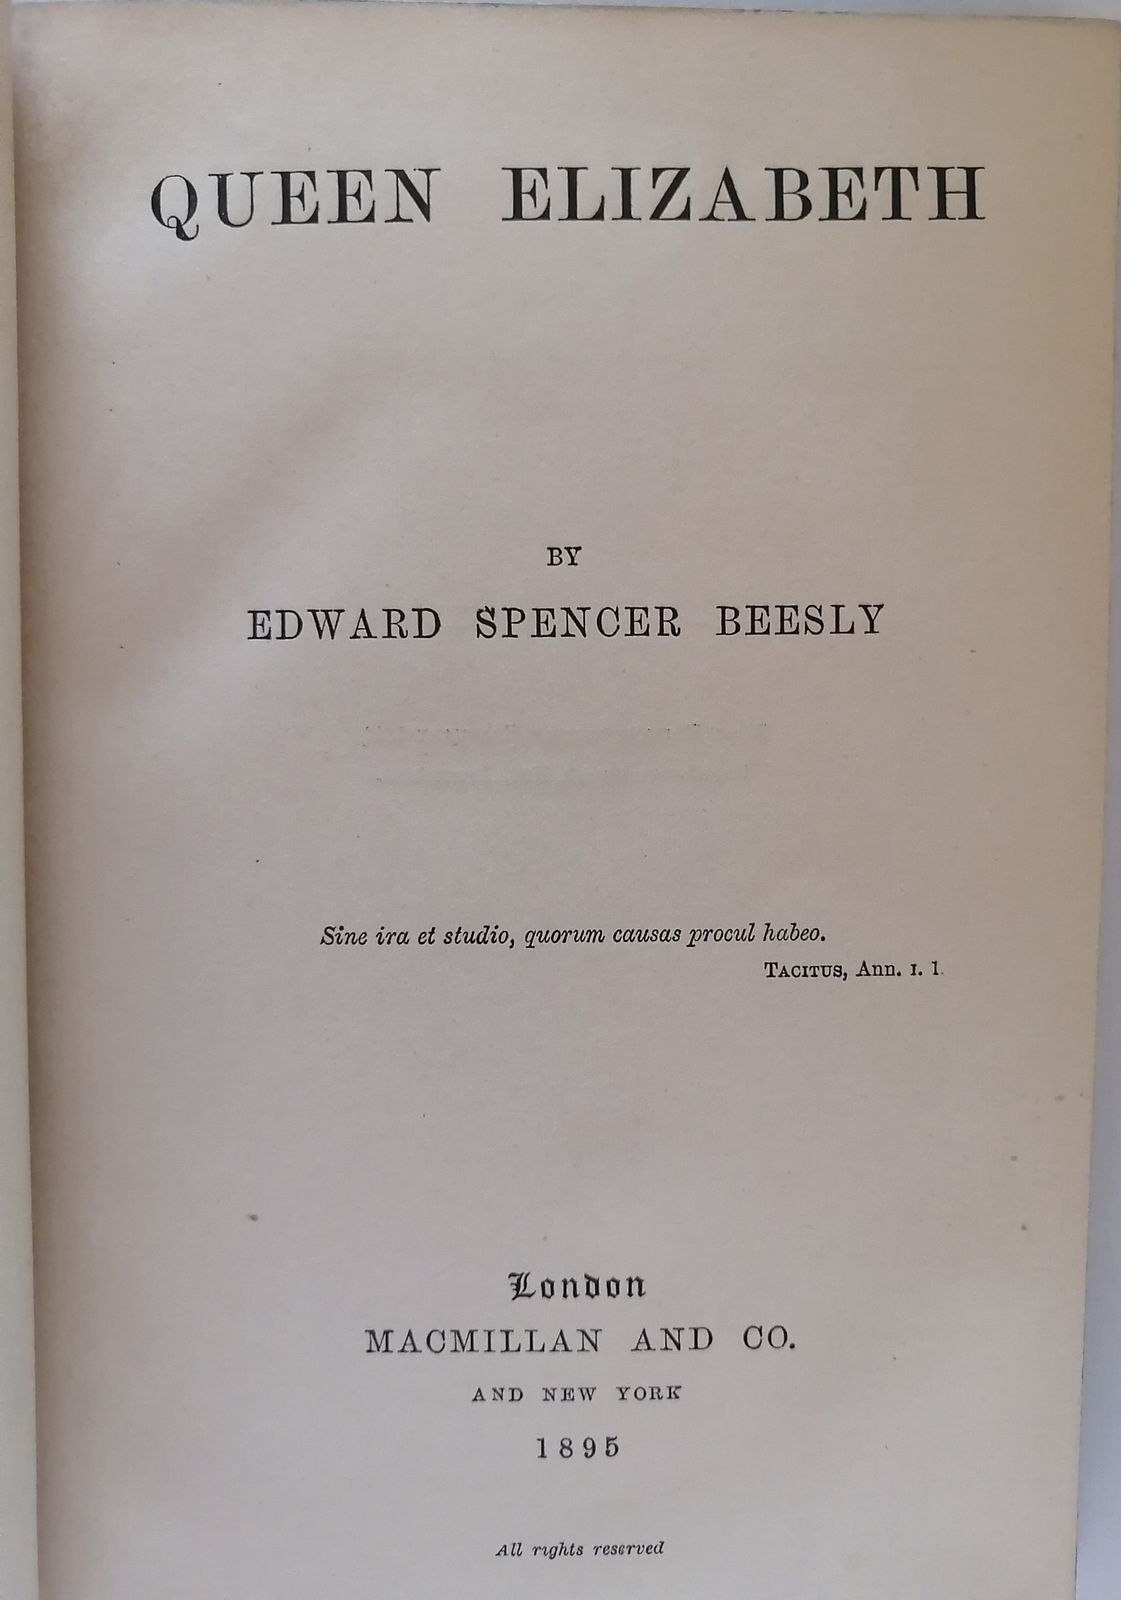 QUEEN ELIZABETH
BY
EDWARD SPENCER BEESLY
Sine ira et studio, quorum causas procul habeo.
TACITUS, Ann. I. 1.
London
MACMILLAN AND CO.
AND NEW YORK
1895
All rights reserved